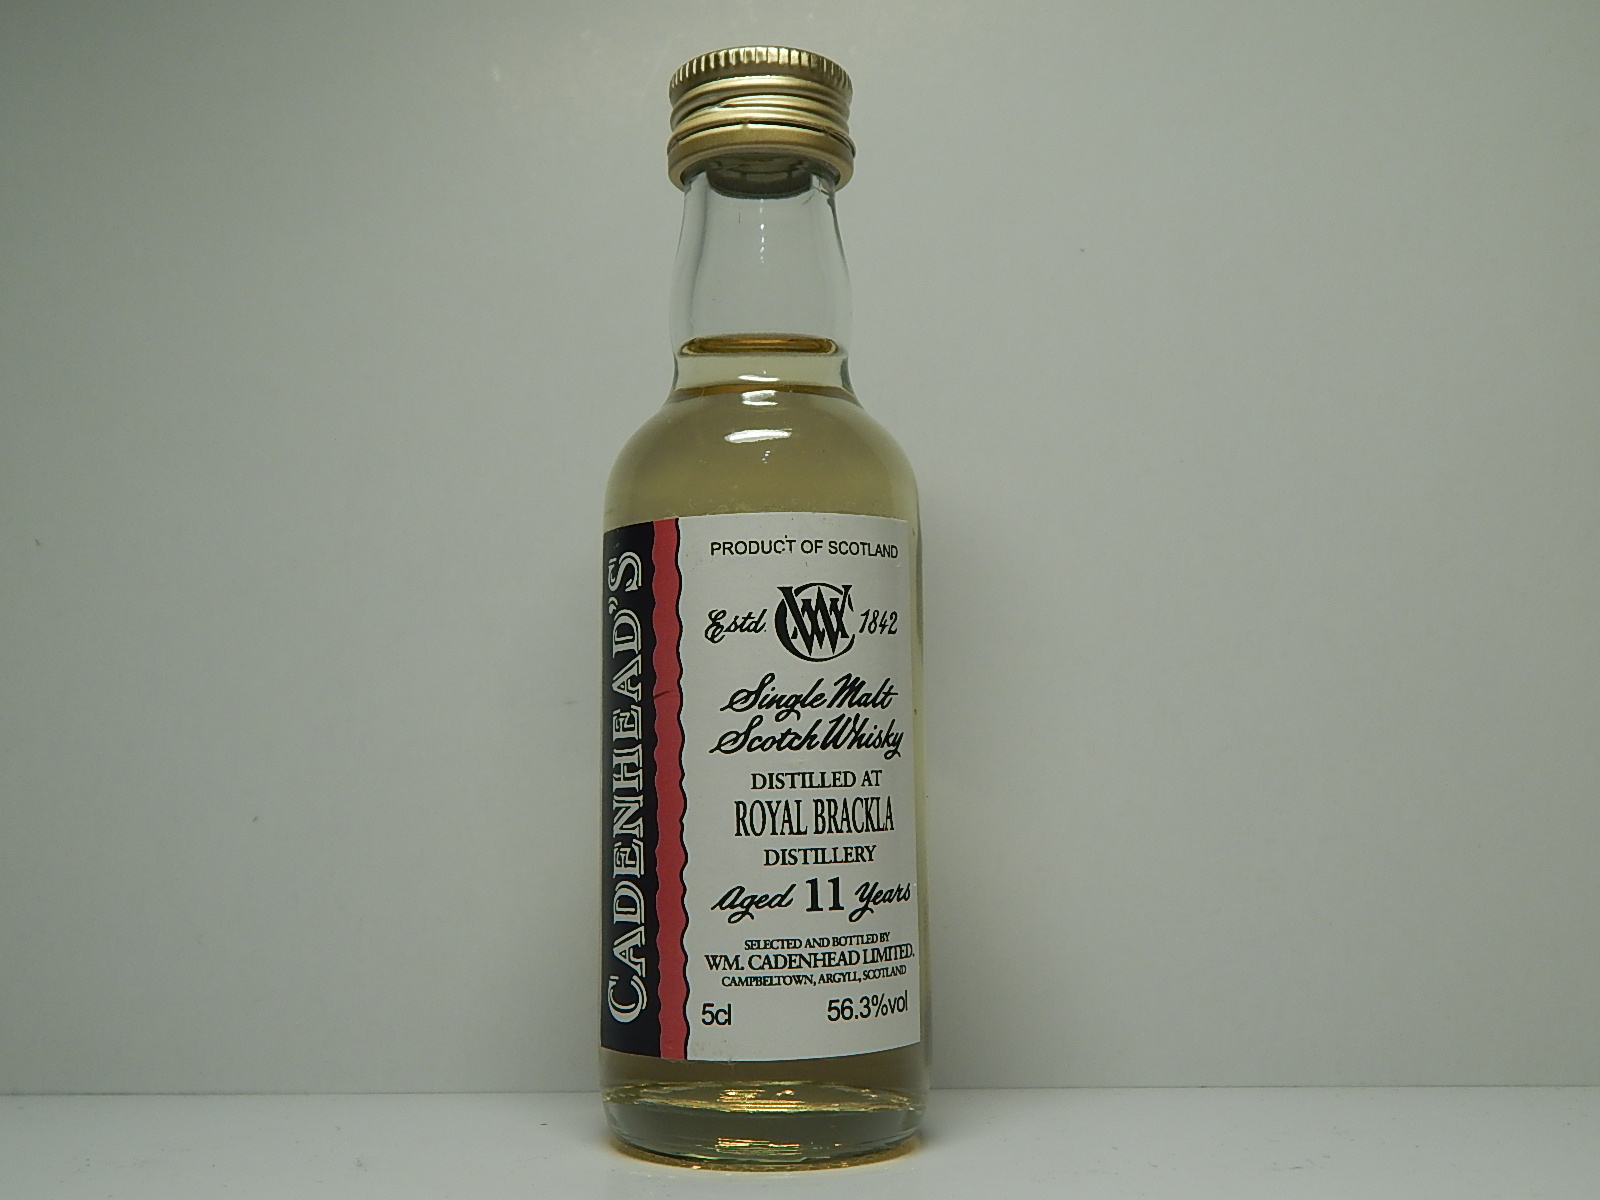 CADENHEAD'S
PRODUCT OF SCOTLAND
Estd. WC 1842
Single Malt
Scotch Whisky
DISTILLED AT
ROYAL BRACKLA
DISTILLERY
Aged 11 Years
SELECTED AND BOTTLED BY
WM. CADENHEAD LIMITED.
CAMPBELTOWN, ARGYLL, SCOTLAND
5cl 56.3%vol